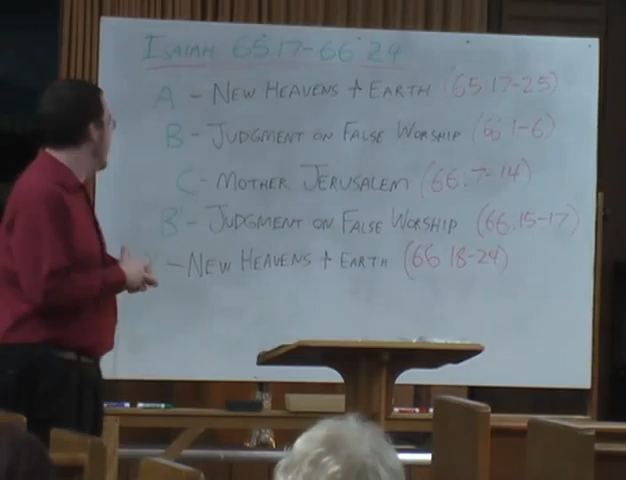 ISAIAH 65:17-66:24
A - NEW HEAVENS + EARTH (65:17-25)
B - JUDGMENT ON FALSE WORSHIP (66:1-6)
C - MOTHER JERUSALEM (66:7-14)
B' - JUDGMENT ON FALSE WORSHIP (66:15-17)
- NEW HEAVENS + EARTH (66:18-24)